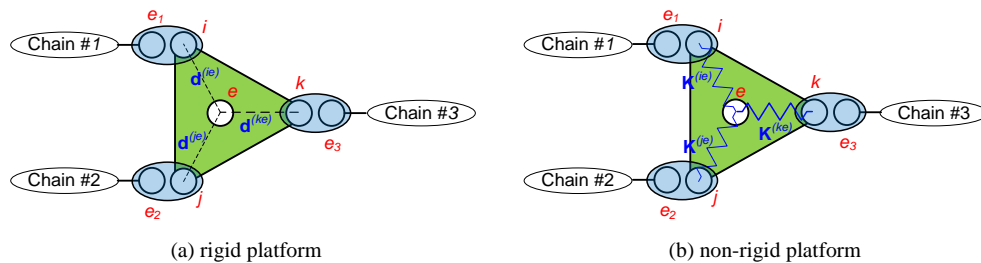 e1 i
Chain #1
d(ie)
e k
d(ke)
Chain #3
d(je)
e3
Chain #2
j
e2
(a) rigid platform
e1 i
Chain #1
K(ie)
e k
K(ke)
Chain #3
K(je)
e3
Chain #2
j
e2
(b) non-rigid platform